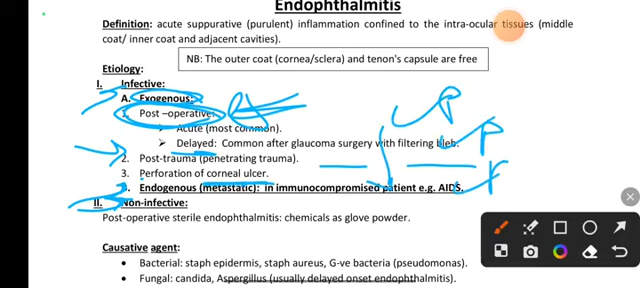 Endophthalmitis
Definition: acute suppurative (purulent) inflammation confined to the intra-ocular tissues (middle
coat/ inner coat and adjacent cavities).
NB: The outer coat (cornea/sclera) and tenon's capsule are free
Etiology:
I. Infective:
A. Exogenous:
1. Post –operative:
➢ Acute (most common).
➢ Delayed: Common after glaucoma surgery with filtering bleb.
2. Post-trauma (penetrating trauma).
3. Perforation of corneal ulcer.
Endogenous (metastatic): in immunocompromised patient e.g. AIDS.
II. Non-infective:
Post-operative sterile endophthalmitis: chemicals as glove powder.
Causative agent:
• Bacterial: staph epidermis, staph aureus, G-ve bacteria (pseudomonas).
• Fungal: candida, Aspergillus (usually delayed onset endophthalmitis).